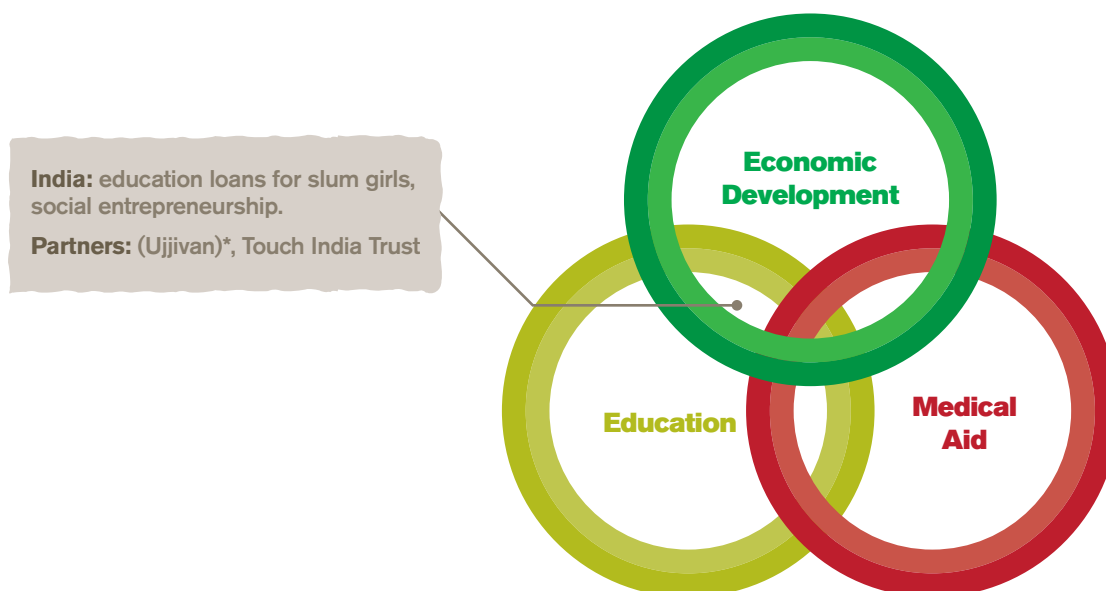 India: education loans for slum girls,
social entrepreneurship.
Partners: (Ujjivan)*, Touch India Trust
Economic
Development
Education
Medical
Aid